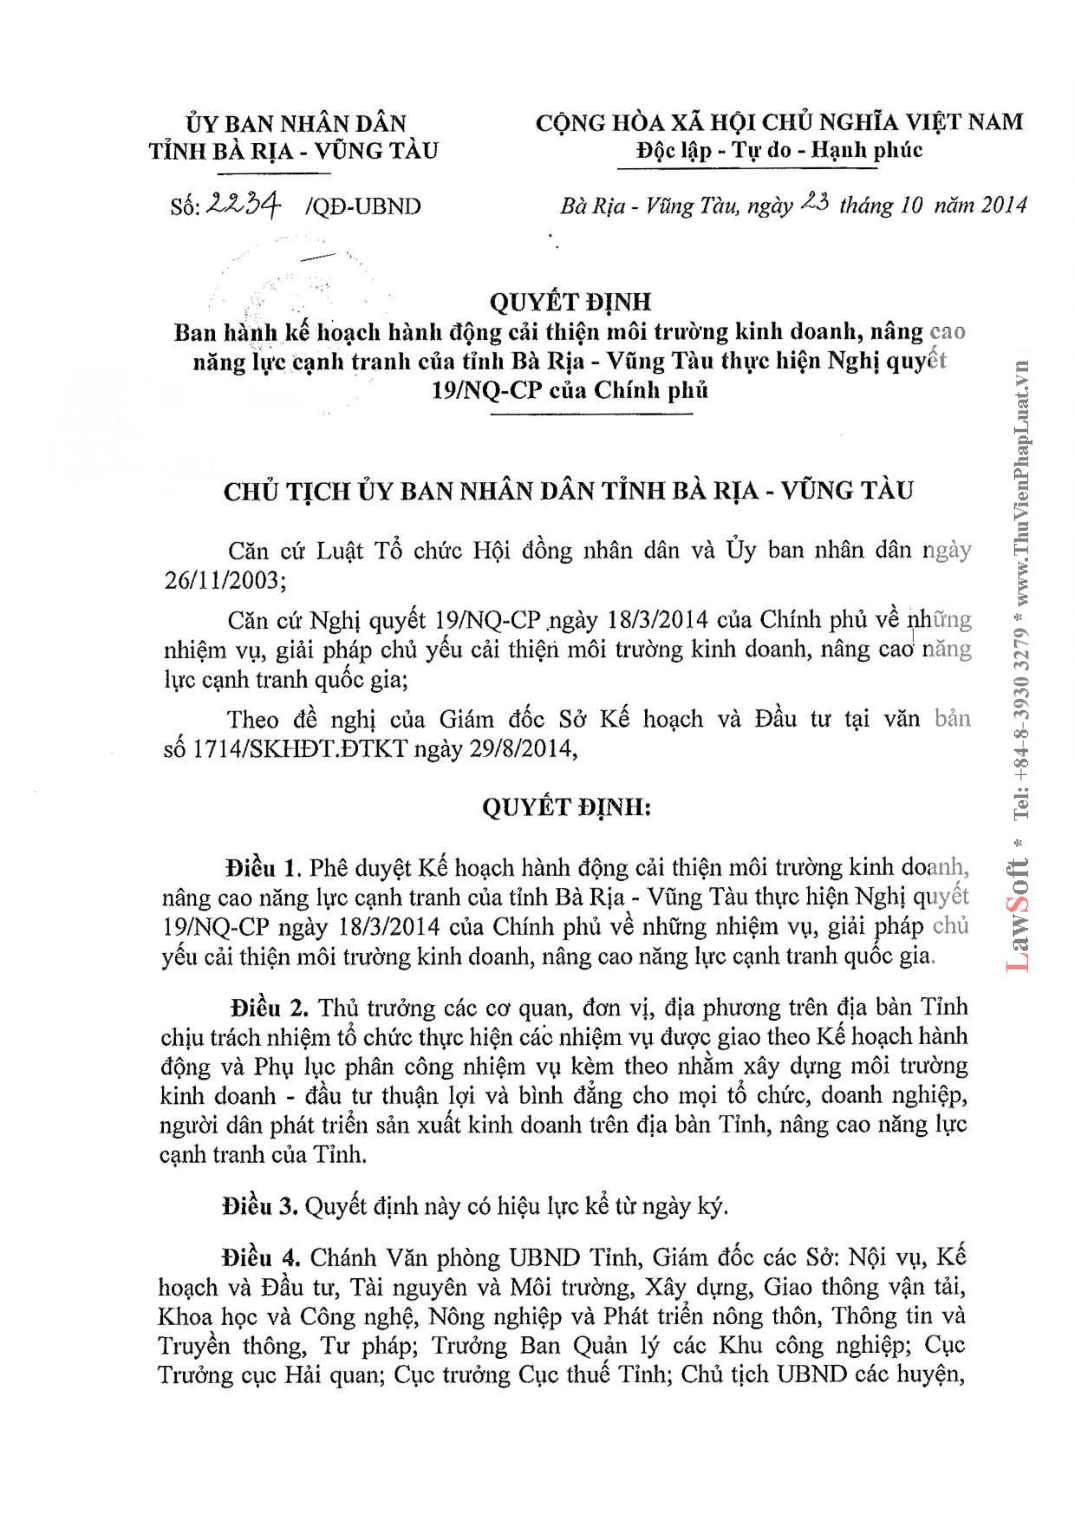 ỦY BAN NHÂN DÂN
TỈNH BÀ RỊA - VŨNG TÀU
CỘNG HÒA XÃ HỘI CHỦ NGHĨA VIỆT NAM
Độc lập - Tự do - Hạnh phúc
Số: 2234 /QĐ-UBND
Bà Rịa - Vũng Tàu, ngày 23 tháng 10 năm 2014
QUYẾT ĐỊNH
Ban hành kế hoạch hành động cải thiện môi trường kinh doanh, nâng cao
năng lực cạnh tranh của tỉnh Bà Rịa - Vũng Tàu thực hiện Nghị quyết
19/NQ-CP của Chính phủ
CHỦ TỊCH ỦY BAN NHÂN DÂN TỈNH BÀ RỊA - VŨNG TÀU
Căn cứ Luật Tổ chức Hội đồng nhân dân và Ủy ban nhân dân ngày
26/11/2003;
Căn cứ Nghị quyết 19/NQ-CP ngày 18/3/2014 của Chính phủ về những
nhiệm vụ, giải pháp chủ yếu cải thiện môi trường kinh doanh, nâng cao năng
lực cạnh tranh quốc gia;
Theo đề nghị của Giám đốc Sở Kế hoạch và Đầu tư tại văn bản
số 1714/SKHĐT.ĐTKT ngày 29/8/2014,
QUYẾT ĐỊNH:
Điều 1. Phê duyệt Kế hoạch hành động cải thiện môi trường kinh doanh,
nâng cao năng lực cạnh tranh của tỉnh Bà Rịa - Vũng Tàu thực hiện Nghị quyết
19/NQ-CP ngày 18/3/2014 của Chính phủ về những nhiệm vụ, giải pháp chủ
yếu cải thiện môi trường kinh doanh, nâng cao năng lực cạnh tranh quốc gia.
Điều 2. Thủ trưởng các cơ quan, đơn vị, địa phương trên địa bàn Tỉnh
chịu trách nhiệm tổ chức thực hiện các nhiệm vụ được giao theo Kế hoạch hành
động và Phụ lục phân công nhiệm vụ kèm theo nhằm xây dựng môi trường
kinh doanh - đầu tư thuận lợi và bình đẳng cho mọi tổ chức, doanh nghiệp,
người dân phát triển sản xuất kinh doanh trên địa bàn Tỉnh, nâng cao năng lực
cạnh tranh của Tỉnh.
Điều 3. Quyết định này có hiệu lực kể từ ngày ký.
Điều 4. Chánh Văn phòng UBND Tỉnh, Giám đốc các Sở: Nội vụ, Kế
hoạch và Đầu tư, Tài nguyên và Môi trường, Xây dựng, Giao thông vận tải,
Khoa học và Công nghệ, Nông nghiệp và Phát triển nông thôn, Thông tin và
Truyền thông, Tư pháp; Trưởng Ban Quản lý các Khu công nghiệp; Cục
Trưởng cục Hải quan; Cục trưởng Cục thuế Tỉnh; Chủ tịch UBND các huyện,
LawSoft * Tel: +84-8-3930 3279 * www.ThuVienPhapLuat.vn